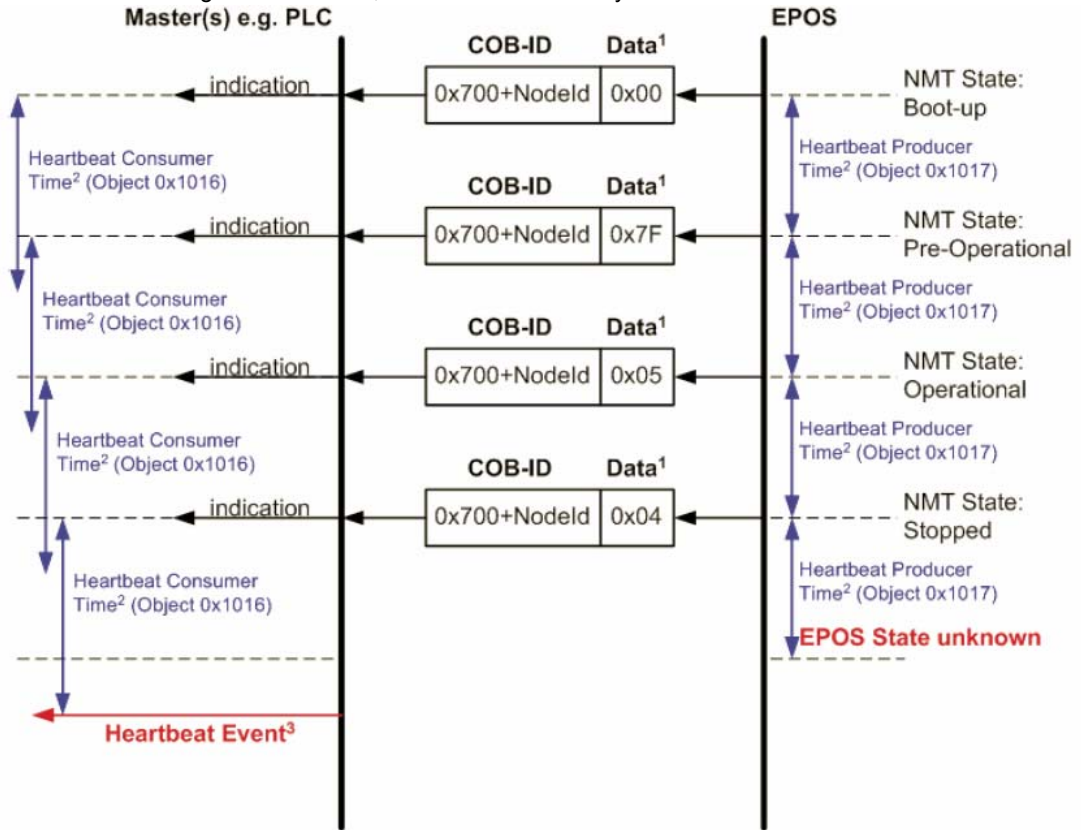 Master(s) e.g. PLC
EPOS
COB-ID Data¹
indication
0x700+NodeId 0x00
NMT State:
Boot-up
Heartbeat Consumer
Time² (Object 0x1016)
Heartbeat Producer
Time² (Object 0x1017)
COB-ID Data¹
indication
0x700+NodeId 0x7F
NMT State:
Pre-Operational
Heartbeat Consumer
Time² (Object 0x1016)
Heartbeat Producer
Time² (Object 0x1017)
COB-ID Data¹
indication
0x700+NodeId 0x05
NMT State:
Operational
Heartbeat Consumer
Time² (Object 0x1016)
Heartbeat Producer
Time² (Object 0x1017)
COB-ID Data¹
indication
0x700+NodeId 0x04
NMT State:
Stopped
Heartbeat Consumer
Time² (Object 0x1016)
Heartbeat Producer
Time² (Object 0x1017)
EPOS State unknown
Heartbeat Event³